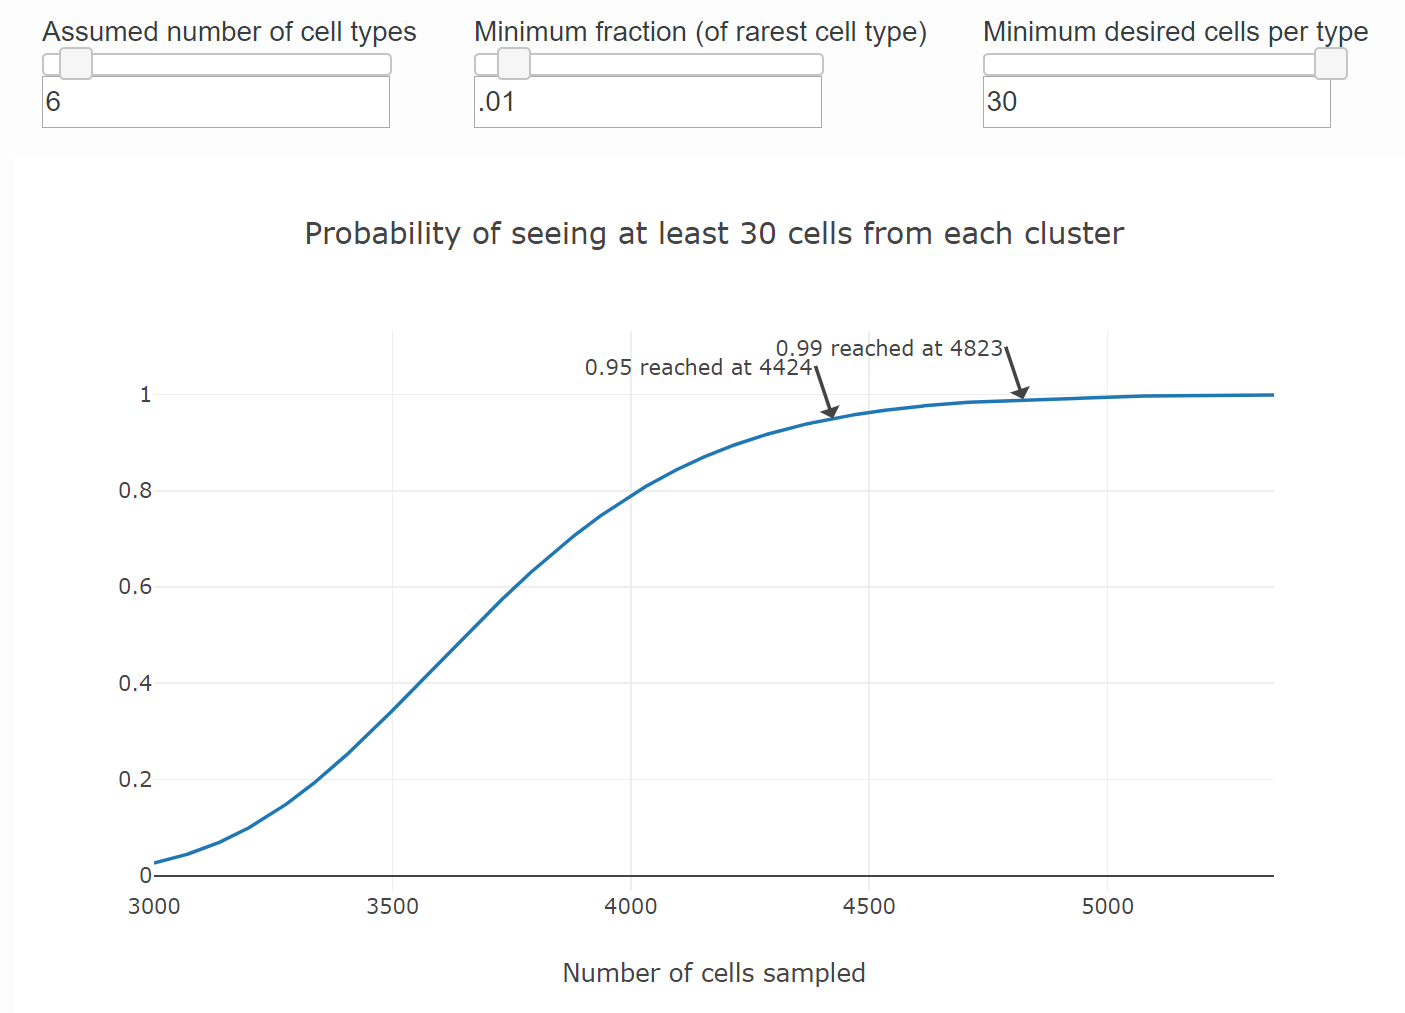 Assumed number of cell types
Minimum fraction (of rarest cell type)
Minimum desired cells per type
6
.01
30
Probability of seeing at least 30 cells from each cluster
0.99 reached at 4823
0.95 reached at 4424
1
0.8
0.6
0.4
0.2
0
3000
3500
4000
4500
5000
Number of cells sampled